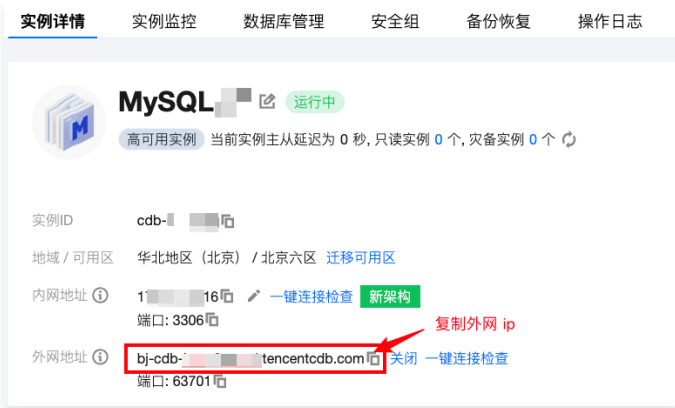 实例详情 实例监控 数据库管理 安全组 备份恢复 操作日志
MySQL 运行中
高可用实例 当前实例主从延迟为 0 秒, 只读实例 0 个, 灾备实例 0 个
实例ID cdb-
地域 / 可用区 华北地区（北京） / 北京六区 迁移可用区
内网地址 17 16 一键连接检查 新架构
端口: 3306
复制外网 ip
外网地址 bj-cdb- tencentcdb.com 关闭 一键连接检查
端口: 63701